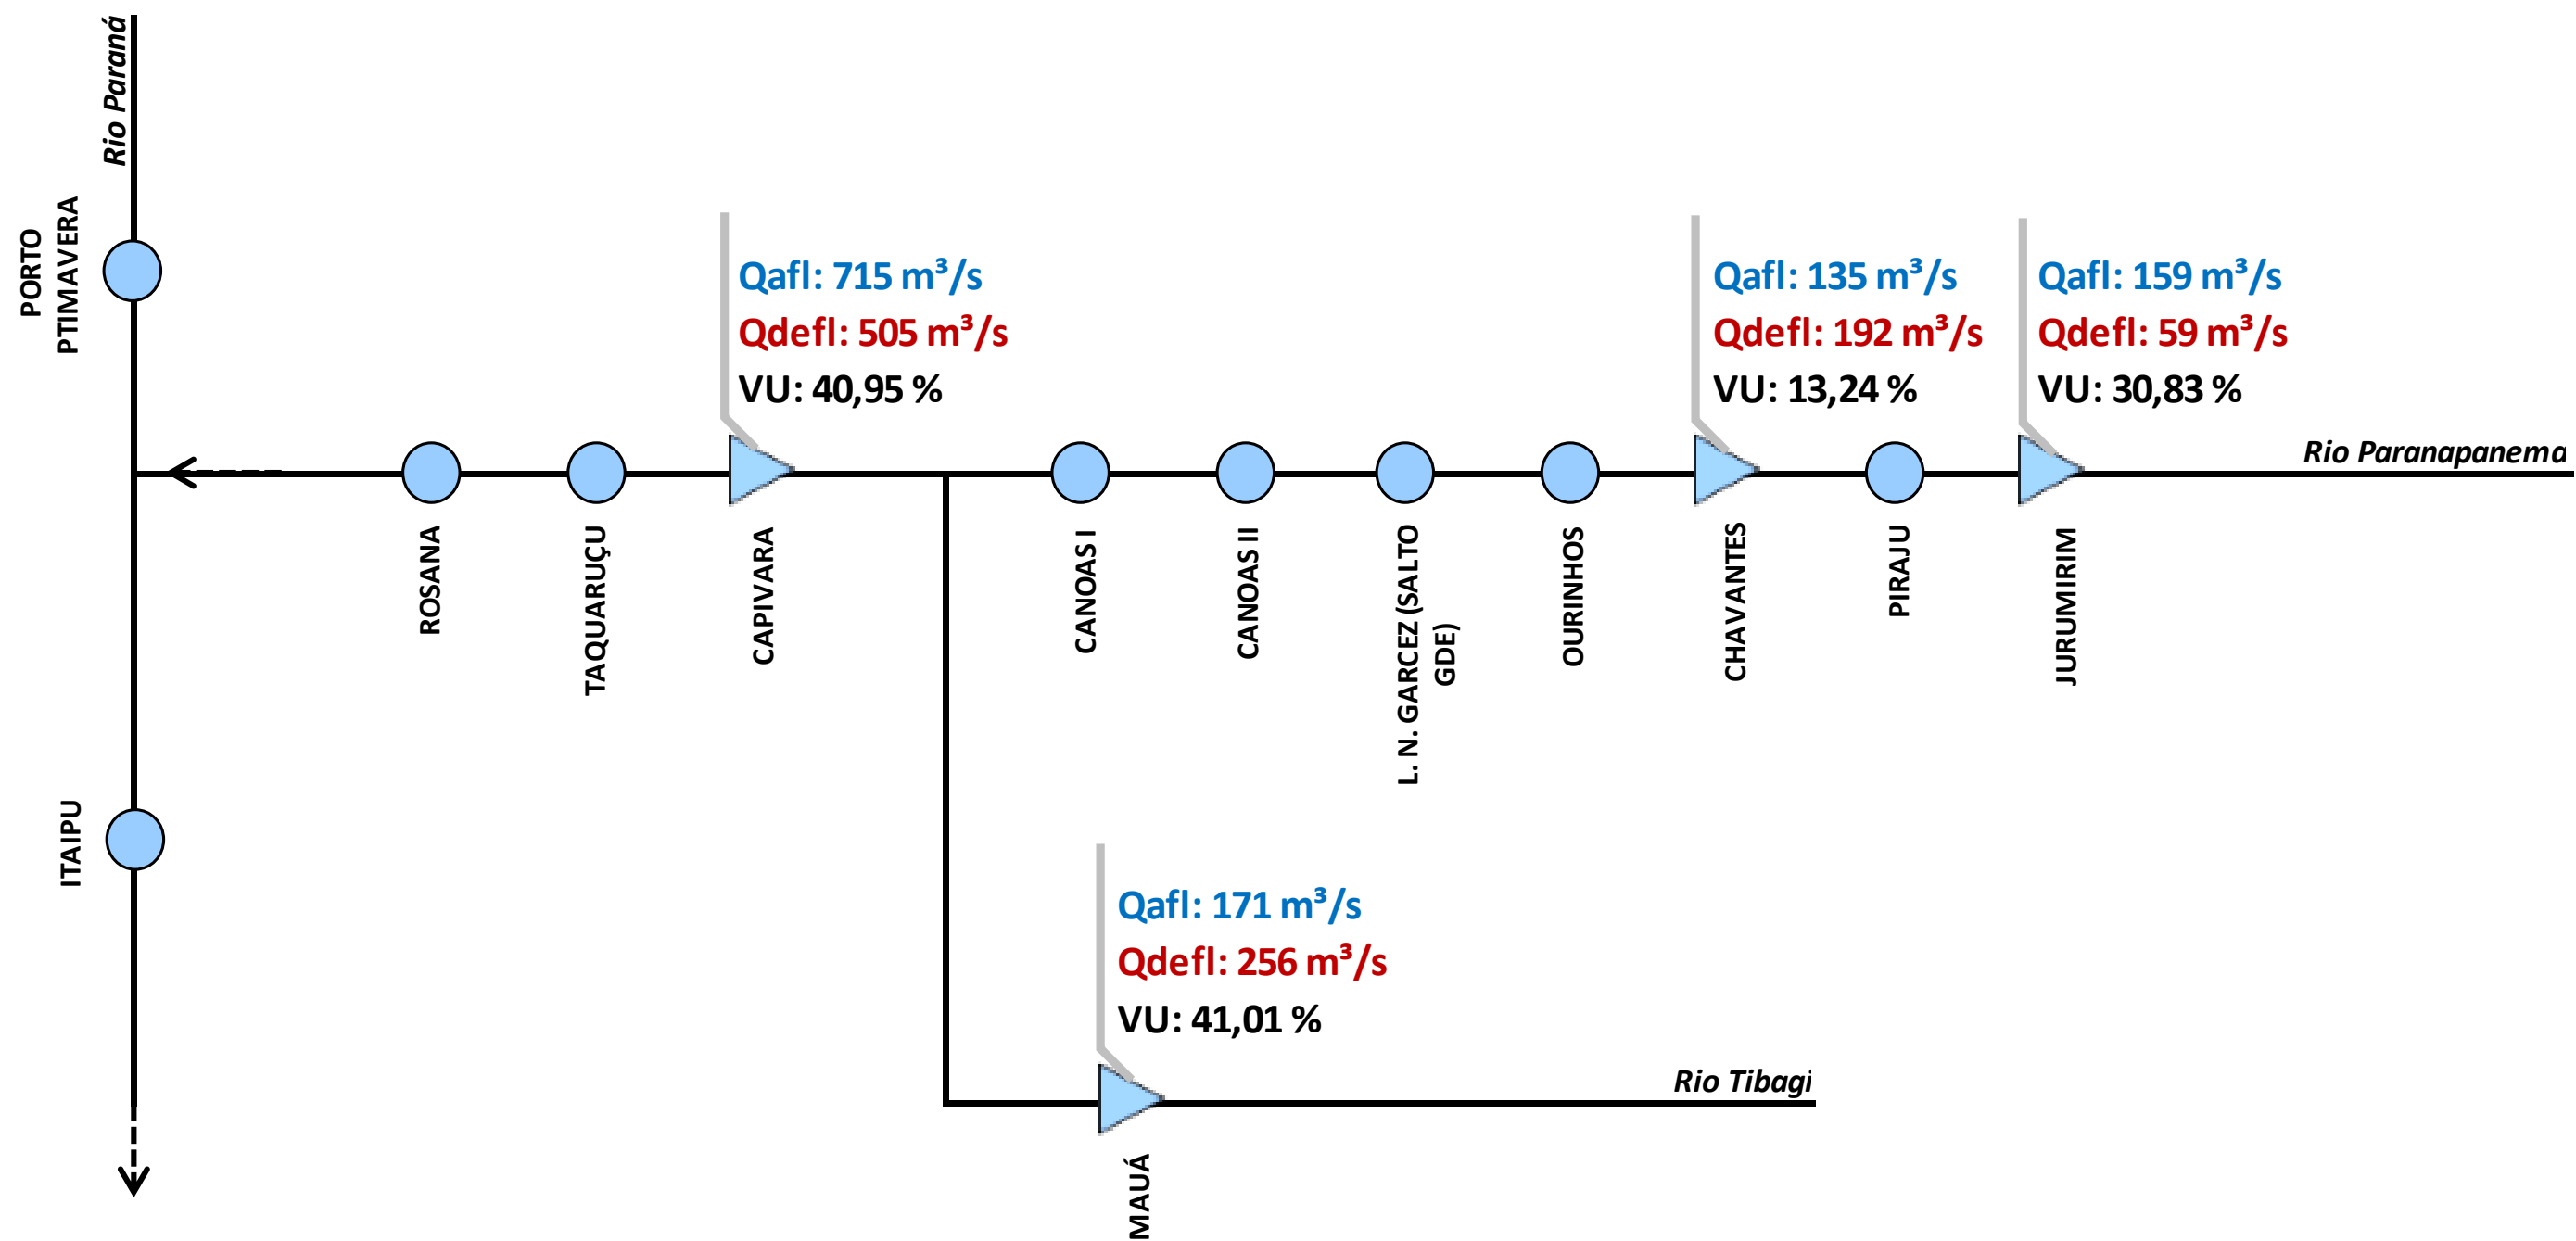 Rio Paraná
PORTO
PTIMAVERA
Qafl: 715 m³/s
Qdefl: 505 m³/s
VU: 40,95 %
Qafl: 135 m³/s
Qdefl: 192 m³/s
VU: 13,24 %
Qafl: 159 m³/s
Qdefl: 59 m³/s
VU: 30,83 %
Rio Paranapanema
ROSANA
TAQUARUÇU
CAPIVARA
CANOAS I
CANOAS II
L. N. GARCEZ (SALTO
GDE)
OURINHOS
CHAVANTES
PIRAJU
JURUMIRIM
ITAIPU
Qafl: 171 m³/s
Qdefl: 256 m³/s
VU: 41,01 %
Rio Tibagi
MAUÁ